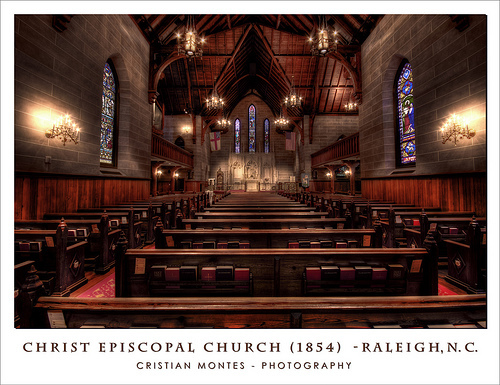 CHRIST EPISCOPAL CHURCH (1854) -RALEIGH, N.C.
CRISTIAN MONTES - PHOTOGRAPHY